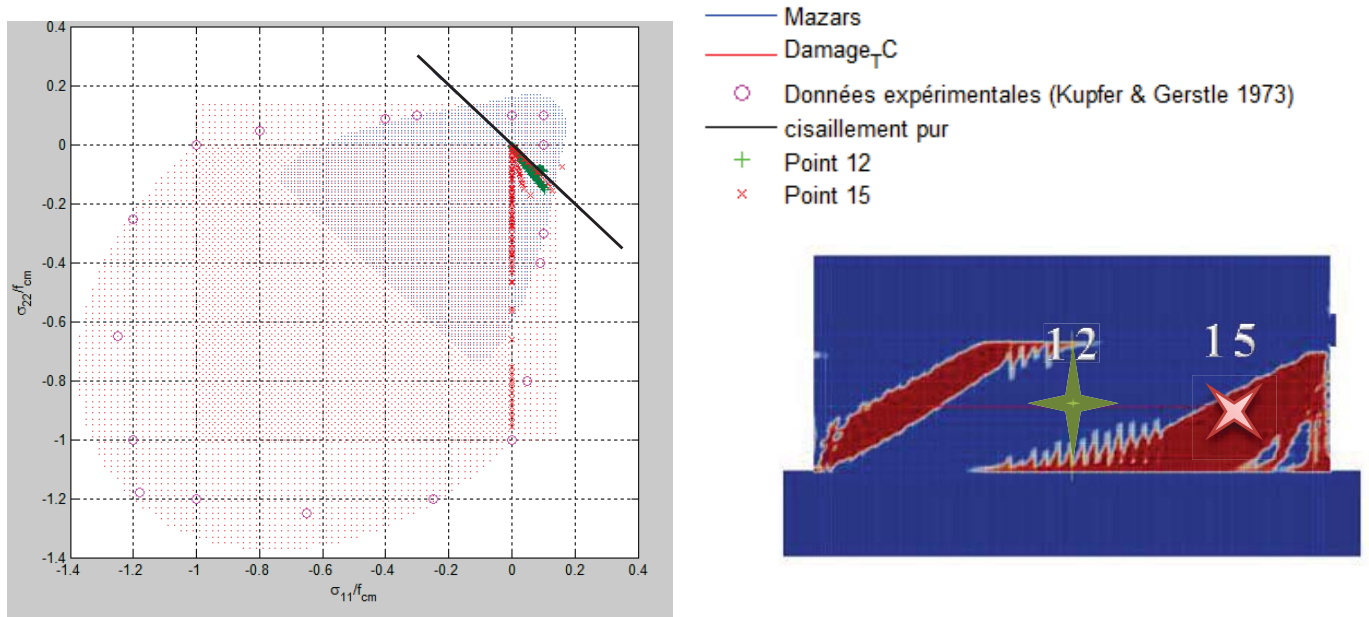 0.4
0.2
0
-0.2
-0.4
-0.6
-0.8
-1
-1.2
-1.4
σ22/fcm
-1.4 -1.2 -1 -0.8 -0.6 -0.4 -0.2 0 0.2 0.4
σ11/fcm
Mazars
DamageTC
Données expérimentales (Kupfer & Gerstle 1973)
cisaillement pur
Point 12
Point 15
12
15